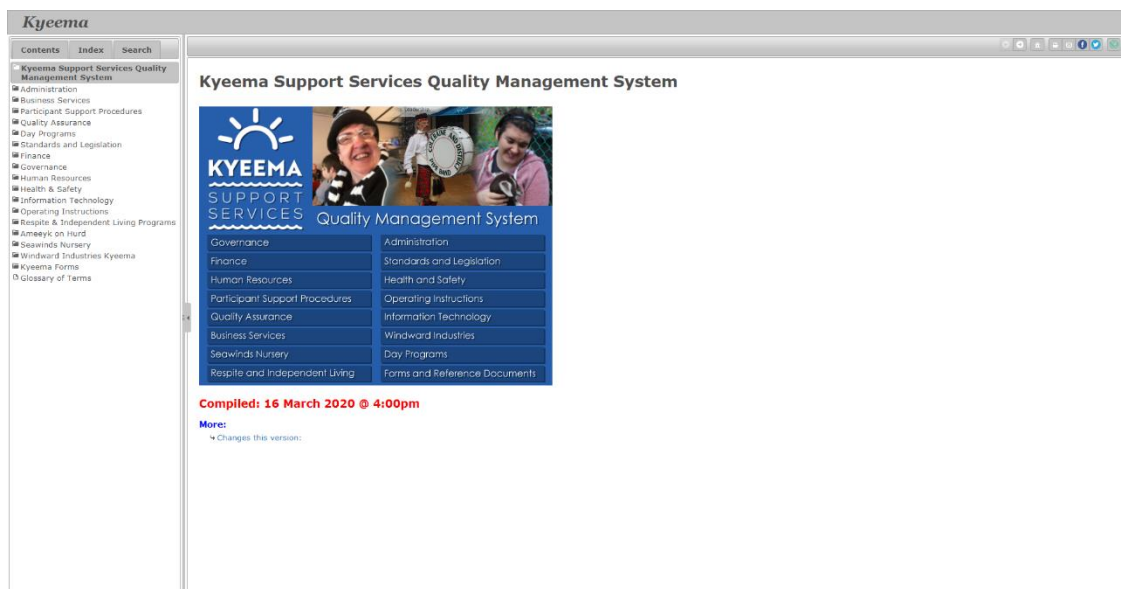 Kyeema
Contents Index Search
Kyeema Support Services Quality
Management System
Administration
Business Services
Participant Support Procedures
Quality Assurance
Day Programs
Standards and Legislation
Finance
Governance
Human Resources
Health & Safety
Information Technology
Operating Instructions
Respite & Independent Living Programs
Ameeyk on Hurd
Seawinds Nursery
Windward Industries Kyeema
Kyeema Forms
Glossary of Terms
Kyeema Support Services Quality Management System
KYEEMA
SUPPORT
SERVICES
PIPE BAND
Quality Management System
Governance
Administration
Finance
Standards and Legislation
Human Resources
Health and Safety
Participant Support Procedures
Operating Instructions
Quality Assurance
Information Technology
Business Services
Windward Industries
Seawinds Nursery
Day Programs
Respite and Independent Living
Forms and Reference Documents
Compiled: 16 March 2020 @ 4:00pm
More:
Changes this version: